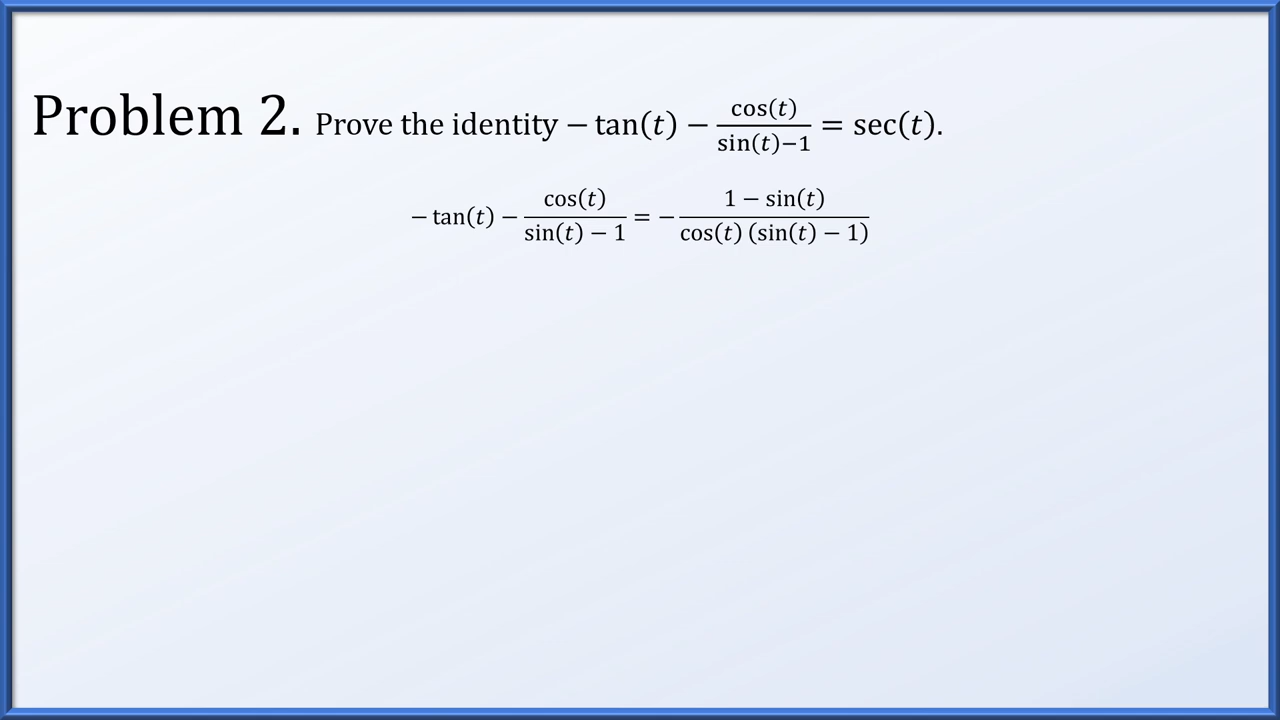 Problem 2. Prove the identity − tan(t) − cos(t)/(sin(t)−1) = sec(t).
− tan(t) − cos(t)/(sin(t) − 1) = − (1 − sin(t))/(cos(t) (sin(t) − 1))